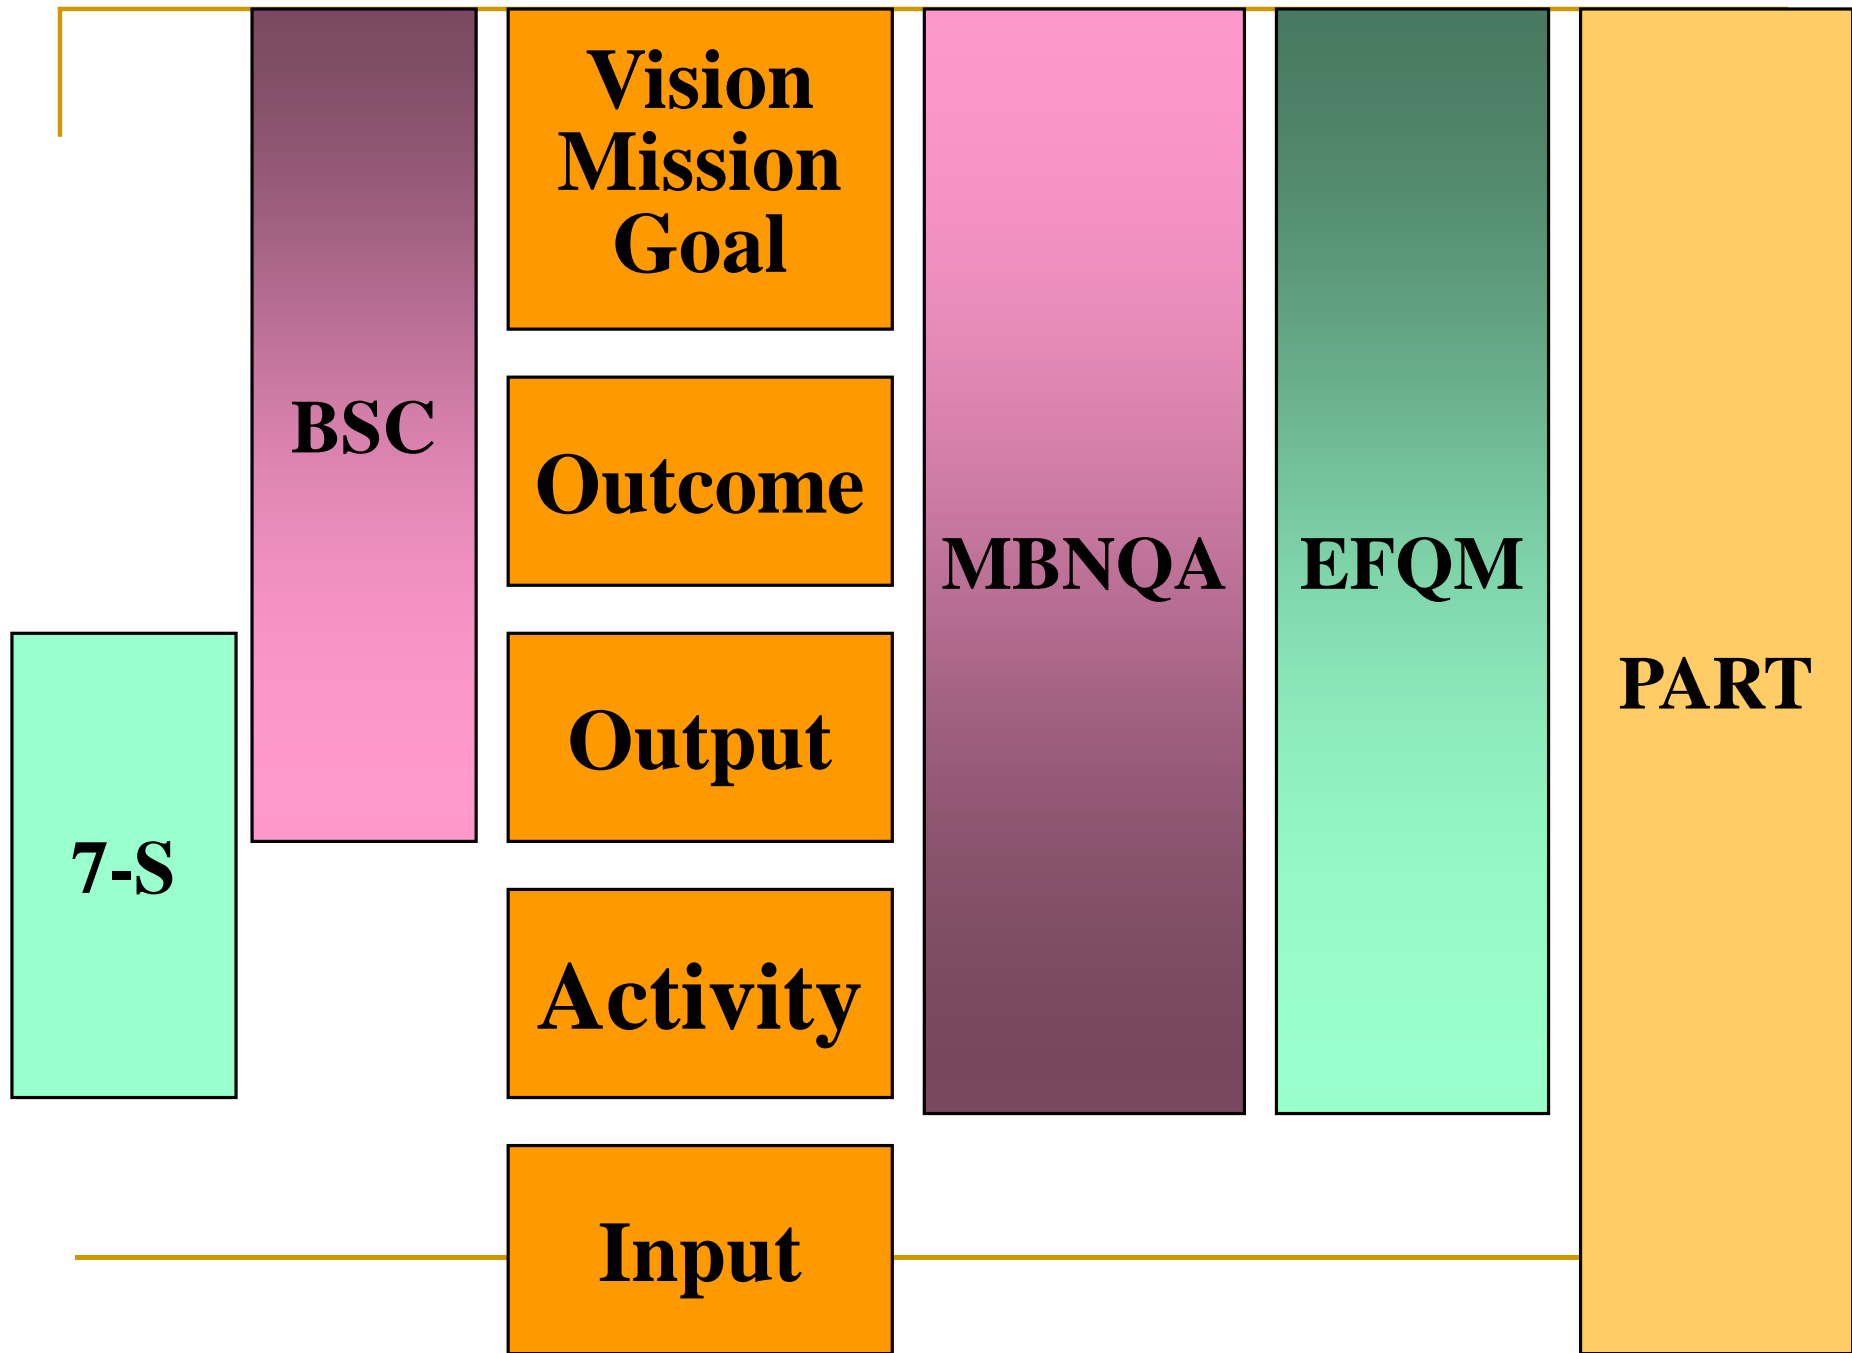 Vision
Mission
Goal
BSC
Outcome
MBNQA
EFQM
PART
Output
7-S
Activity
Input